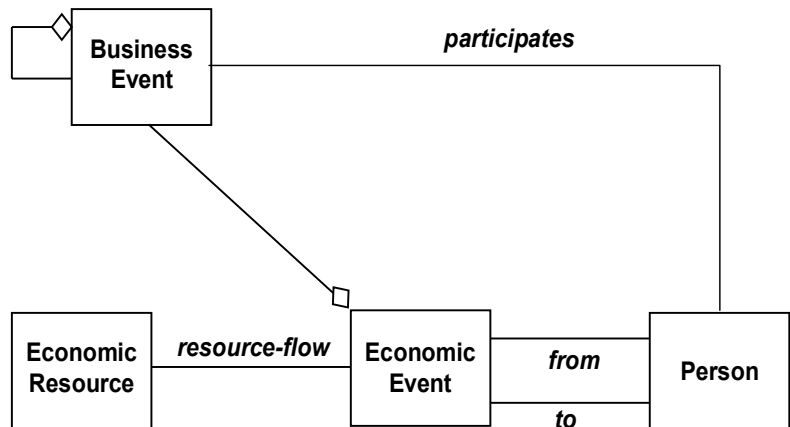 Business
Event
participates
Economic
Resource
resource-flow
Economic
Event
from
to
Person